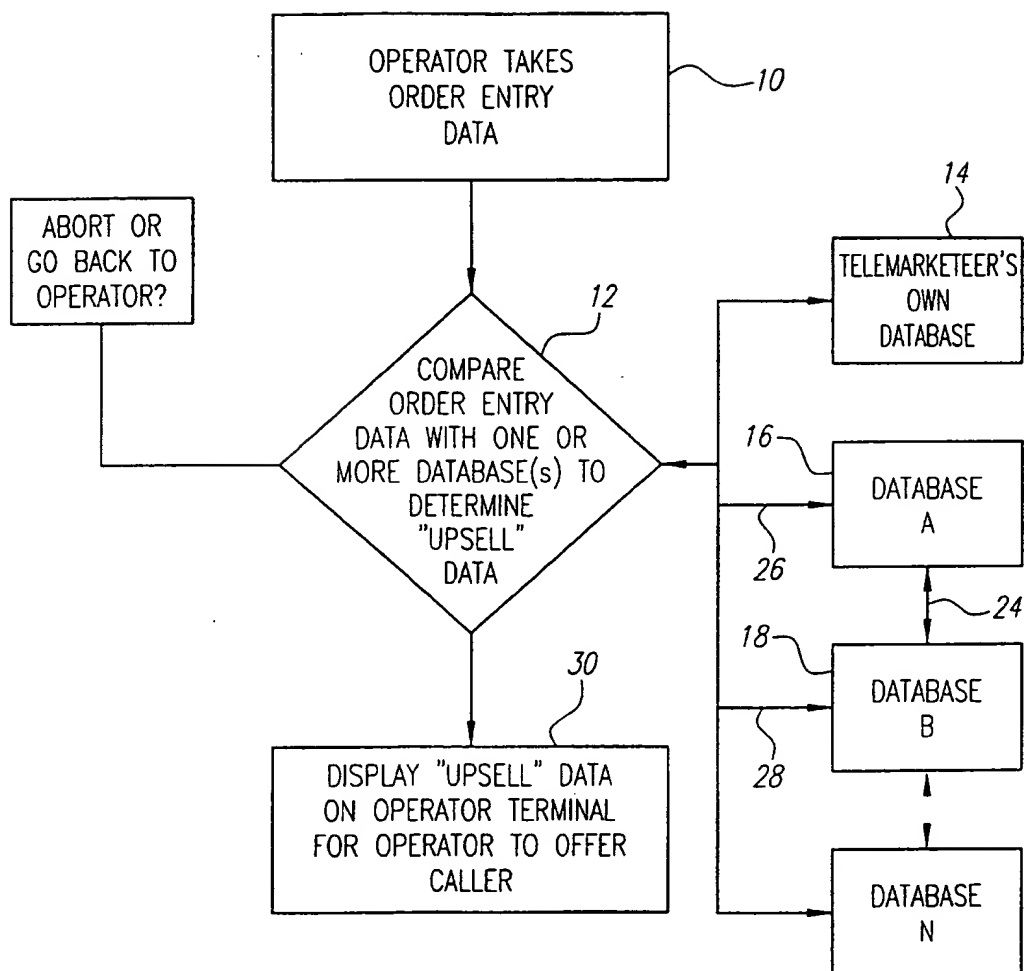 OPERATOR TAKES
ORDER ENTRY
DATA
10
ABORT OR
GO BACK TO
OPERATOR?
12
COMPARE
ORDER ENTRY
DATA WITH ONE OR
MORE DATABASE(s) TO
DETERMINE
"UPSELL"
DATA
14
TELEMARKETEER'S
OWN
DATABASE
16
DATABASE
A
26
24
18
DATABASE
B
28
30
DISPLAY "UPSELL" DATA
ON OPERATOR TERMINAL
FOR OPERATOR TO OFFER
CALLER
DATABASE
N